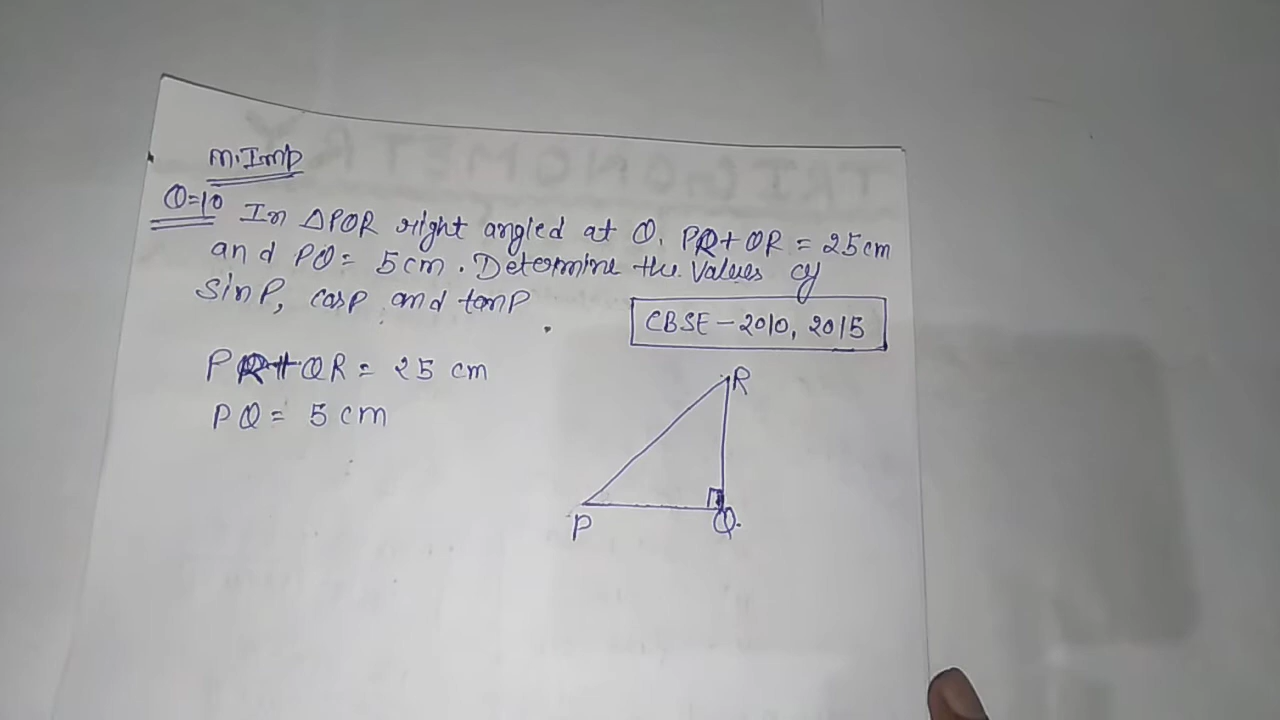 M.Imp
Q=10 In ΔPQR right angled at Q. PR+QR = 25cm
and PQ = 5cm. Determine the values of
sinP, cosP and tanP
CBSE - 2010, 2015
PR+QR = 25 cm
PQ = 5 cm
R
P
Q.
TRIGONOMETRY